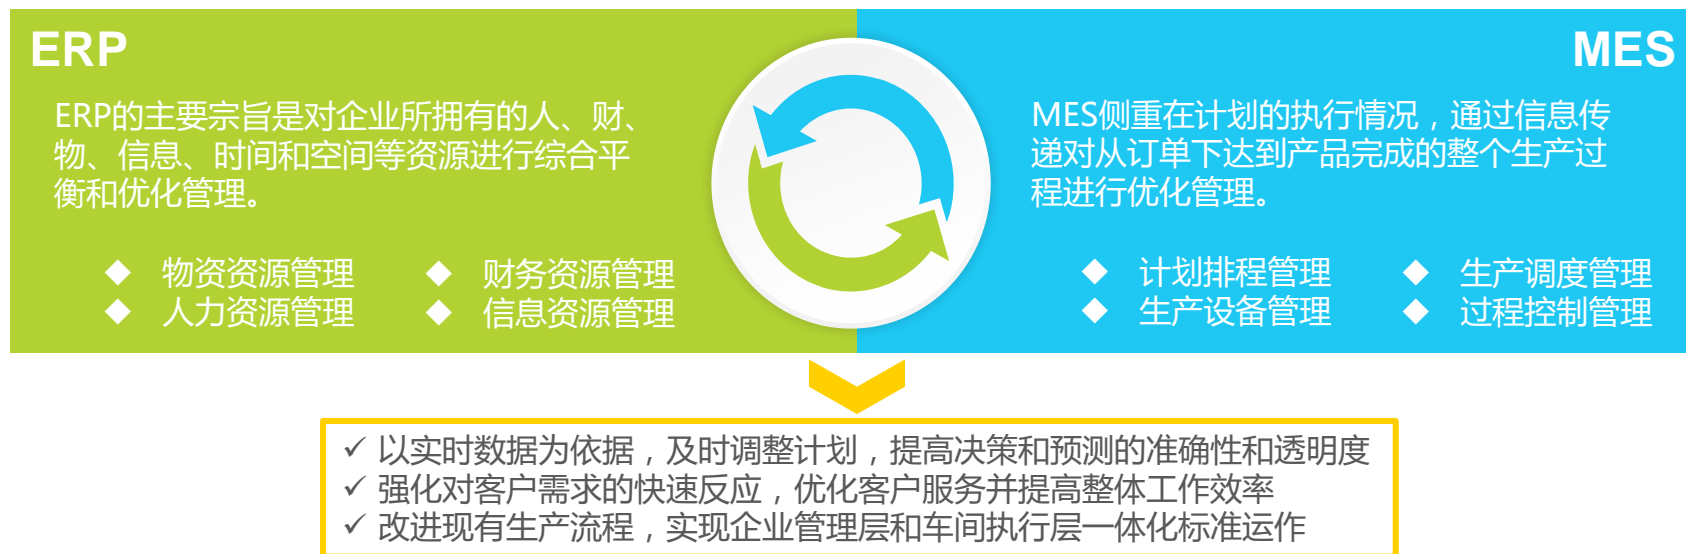 ERP
ERP的主要宗旨是对企业所拥有的人、财、
物、信息、时间和空间等资源进行综合平
衡和优化管理。
◆ 物资资源管理 ◆ 财务资源管理
◆ 人力资源管理 ◆ 信息资源管理
MES
MES侧重在计划的执行情况，通过信息传
递对从订单下达到产品完成的整个生产过
程进行优化管理。
◆ 计划排程管理 ◆ 生产调度管理
◆ 生产设备管理 ◆ 过程控制管理
✓ 以实时数据为依据，及时调整计划，提高决策和预测的准确性和透明度
✓ 强化对客户需求的快速反应，优化客户服务并提高整体工作效率
✓ 改进现有生产流程，实现企业管理层和车间执行层一体化标准运作